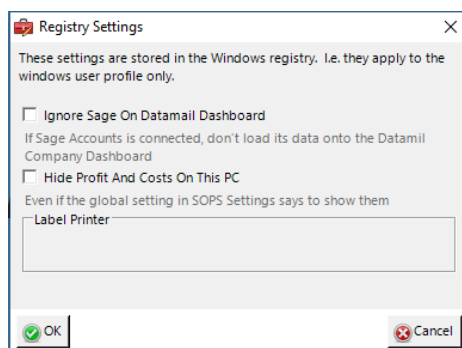 Registry Settings
These settings are stored in the Windows registry. I.e. they apply to the
windows user profile only.
Ignore Sage On Datamail Dashboard
If Sage Accounts is connected, don't load its data onto the Datamil
Company Dashboard
Hide Profit And Costs On This PC
Even if the global setting in SOPS Settings says to show them
Label Printer
OK
Cancel